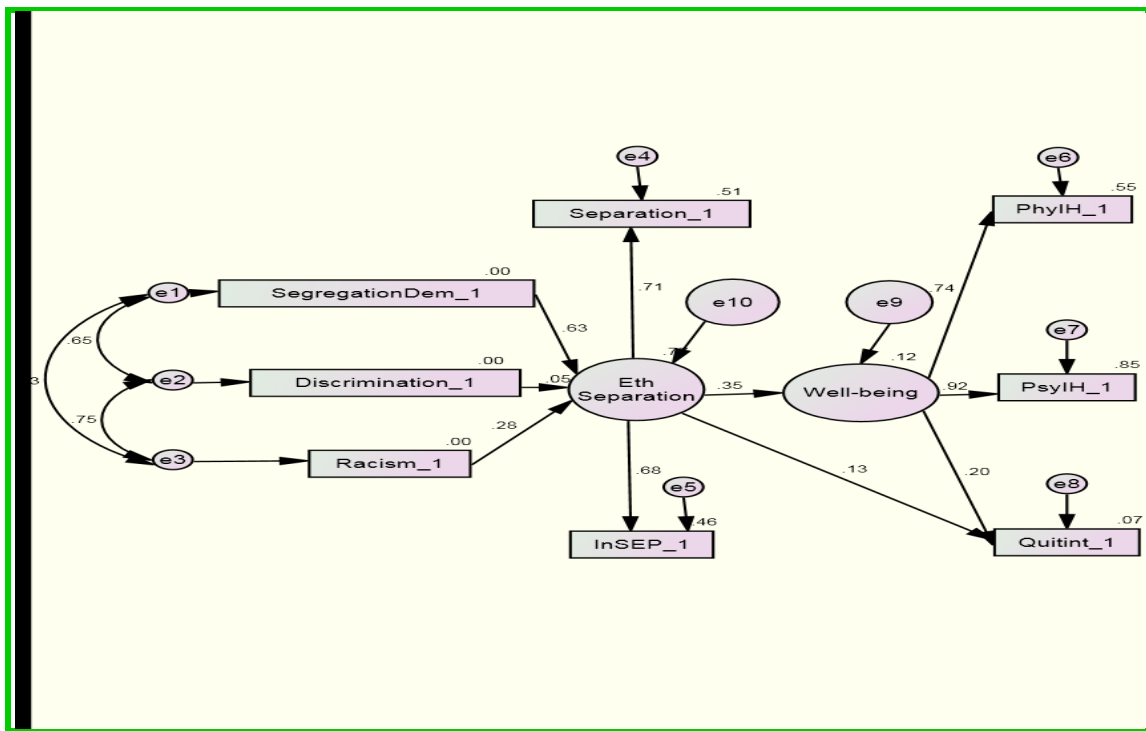 e4
.51
Separation_1
e6
.55
PhyIH_1
.00
e1
SegregationDem_1
.71
e10
e9
.74
.65
.63
e7
.00
.12
.85
e2
Discrimination_1
.05
Eth
Separation
.35
Well-being
.92
PsyIH_1
.75
.28
.00
e3
Racism_1
.68
e5
.13
.20
e8
.46
.07
InSEP_1
Quitint_1